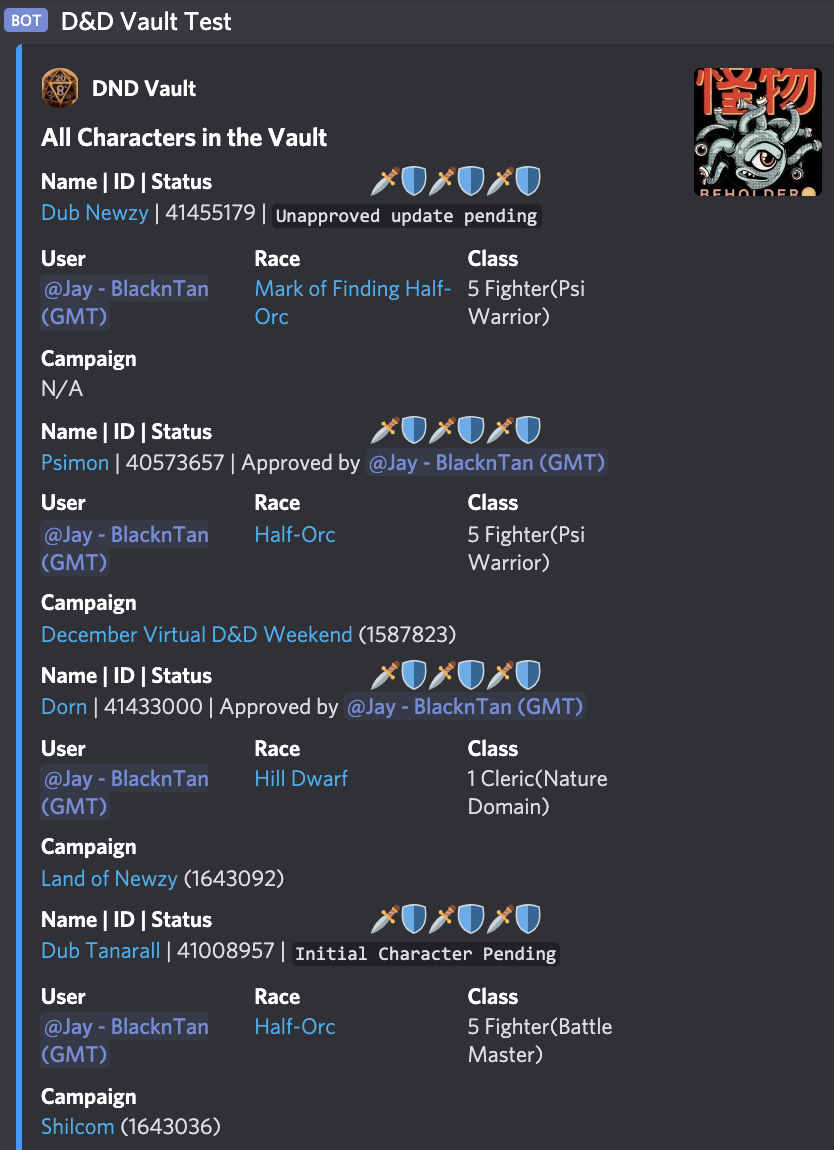 BOT D&D Vault Test
DND Vault
怪物
BEHOLDER
All Characters in the Vault
Name | ID | Status
Dub Newzy | 41455179 | Unapproved update pending
User Race Class
@Jay - BlacknTan Mark of Finding Half- 5 Fighter(Psi
(GMT) Orc Warrior)
Campaign
N/A
Name | ID | Status
Psimon | 40573657 | Approved by @Jay - BlacknTan (GMT)
User Race Class
@Jay - BlacknTan Half-Orc 5 Fighter(Psi
(GMT) Warrior)
Campaign
December Virtual D&D Weekend (1587823)
Name | ID | Status
Dorn | 41433000 | Approved by @Jay - BlacknTan (GMT)
User Race Class
@Jay - BlacknTan Hill Dwarf 1 Cleric(Nature
(GMT) Domain)
Campaign
Land of Newzy (1643092)
Name | ID | Status
Dub Tanarall | 41008957 | Initial Character Pending
User Race Class
@Jay - BlacknTan Half-Orc 5 Fighter(Battle
(GMT) Master)
Campaign
Shilcom (1643036)